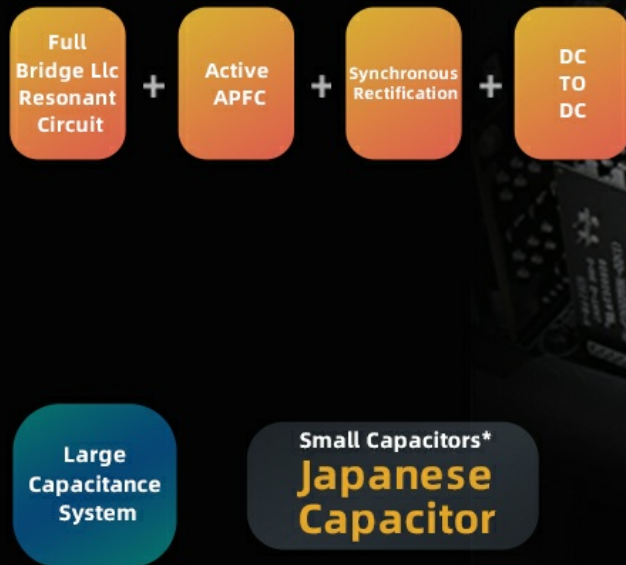 Full
Bridge Llc
Resonant
Circuit
+
Active
APFC
+
Synchronous
Rectification
+
DC
TO
DC
Large
Capacitance
System
Small Capacitors*
Japanese
Capacitor